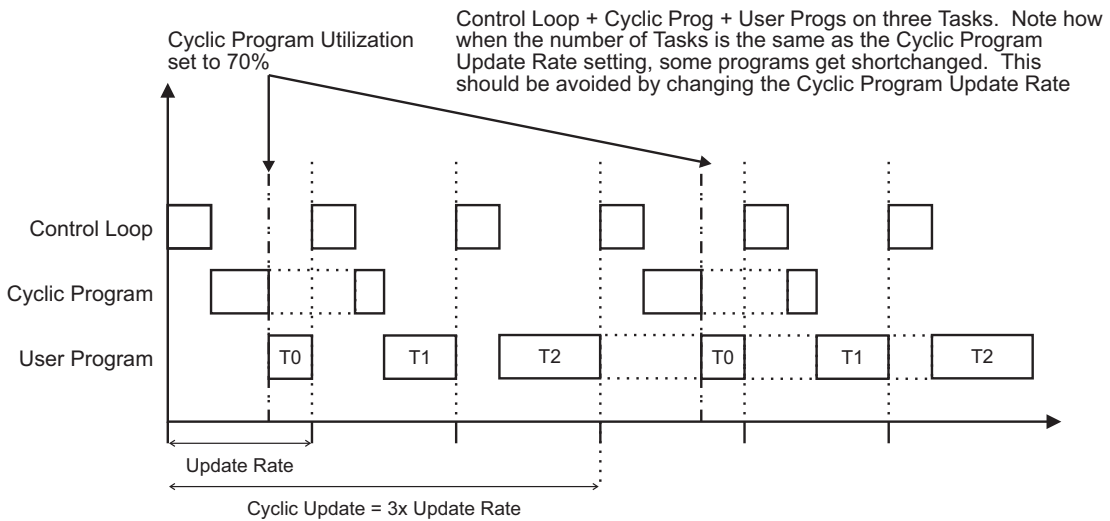 Cyclic Program Utilization
set to 70%
Control Loop + Cyclic Prog + User Progs on three Tasks.  Note how
when the number of Tasks is the same as the Cyclic Program
Update Rate setting, some programs get shortchanged.  This
should be avoided by changing the Cyclic Program Update Rate
Control Loop
Cyclic Program
User Program
T0
T1
T2
T0
T1
T2
Update Rate
Cyclic Update = 3x Update Rate